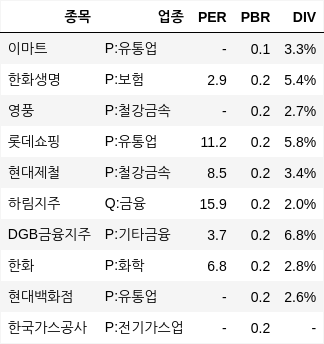 종목 업종 PER PBR DIV
이마트 P:유통업 - 0.1 3.3%
한화생명 P:보험 2.9 0.2 5.4%
영풍 P:철강금속 - 0.2 2.7%
롯데쇼핑 P:유통업 11.2 0.2 5.8%
현대제철 P:철강금속 8.5 0.2 3.4%
하림지주 Q:금융 15.9 0.2 2.0%
DGB금융지주 P:기타금융 3.7 0.2 6.8%
한화 P:화학 6.8 0.2 2.8%
현대백화점 P:유통업 - 0.2 2.6%
한국가스공사 P:전기가스업 - 0.2 -